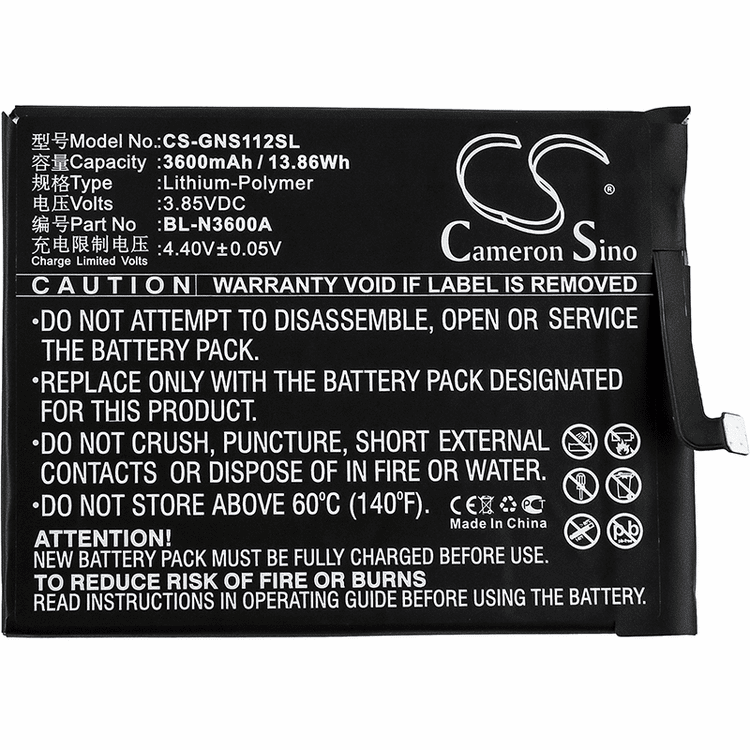 型号Model No.:CS-GNS112SL
容量Capacity: 3600mAh / 13.86Wh
规格Type: Lithium-Polymer
电压Volts: 3.85VDC
编号Part No: BL-N3600A
充电限制电压: 4.40V±0.05V
Charge Limited Volts
CS
®
Cameron Sino
CAUTION WARRANTY VOID IF LABEL IS REMOVED
•DO NOT ATTEMPT TO DISASSEMBLE, OPEN OR SERVICE
THE BATTERY PACK.
•REPLACE ONLY WITH THE BATTERY PACK DESIGNATED
FOR THIS PRODUCT
•DO NOT CRUSH, PUNCTURE, SHORT EXTERNAL
CONTACTS OR DISPOSE OF IN FIRE OR WATER.
•DO NOT STORE ABOVE 60ºC (140ºF).
CE
Made In China
Pb
ATTENTION!
NEW BATTERY PACK MUST BE FULLY CHARGED BEFORE USE
TO REDUCE RISK OF FIRE OR BURNS
READ INSTRUCTIONS IN OPERATING GUIDE BEFORE USING BATTERY